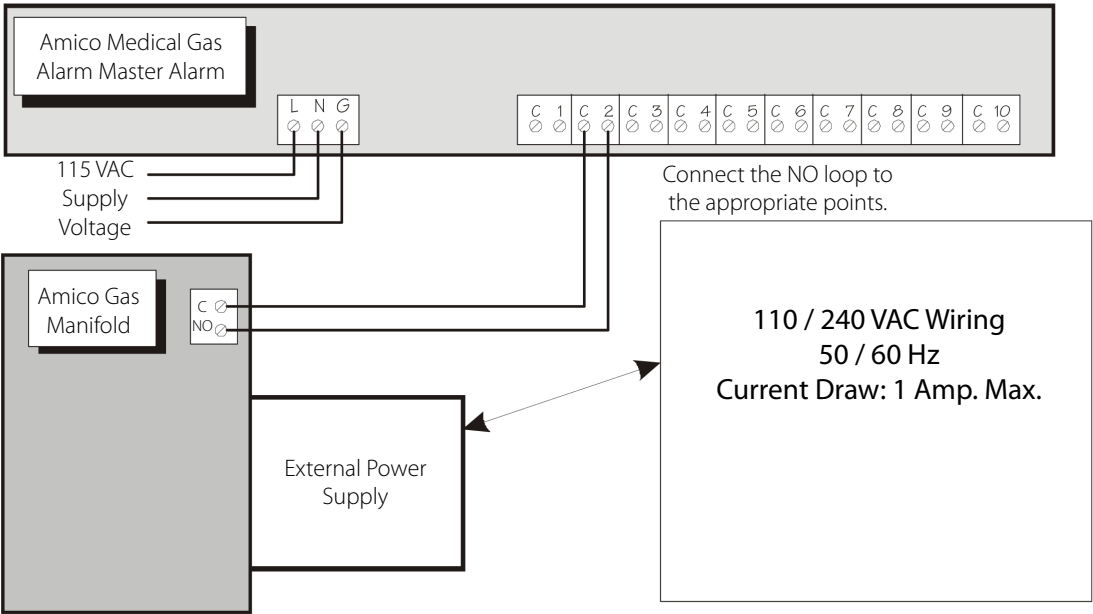 Amico Medical Gas
Alarm Master Alarm
L N G
C 1 C 2 C 3 C 4 C 5 C 6 C 7 C 8 C 9 C 10
115 VAC
Supply
Voltage
Connect the NO loop to
the appropriate points.
Amico Gas
Manifold
C
NO
110 / 240 VAC Wiring
50 / 60 Hz
Current Draw: 1 Amp. Max.
External Power
Supply